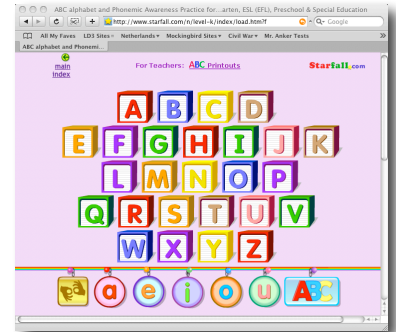 ABC alphabet and Phonemic Awareness Practice for...arten, ESL (EFL), Preschool & Special Education
http://www.starfall.com/n/level-k/index/load.htm?f
Google
All My Faves LD3 Sites Netherlands Mockingbird Sites Civil War Mr. Anker Tests
ABC alphabet and Phonemi...
main
index
For Teachers: ABC Printouts
Starfall.com
A B C D
E F G H I J K
L M N O P
Q R S T U V
W X Y Z
a e i o u ABC